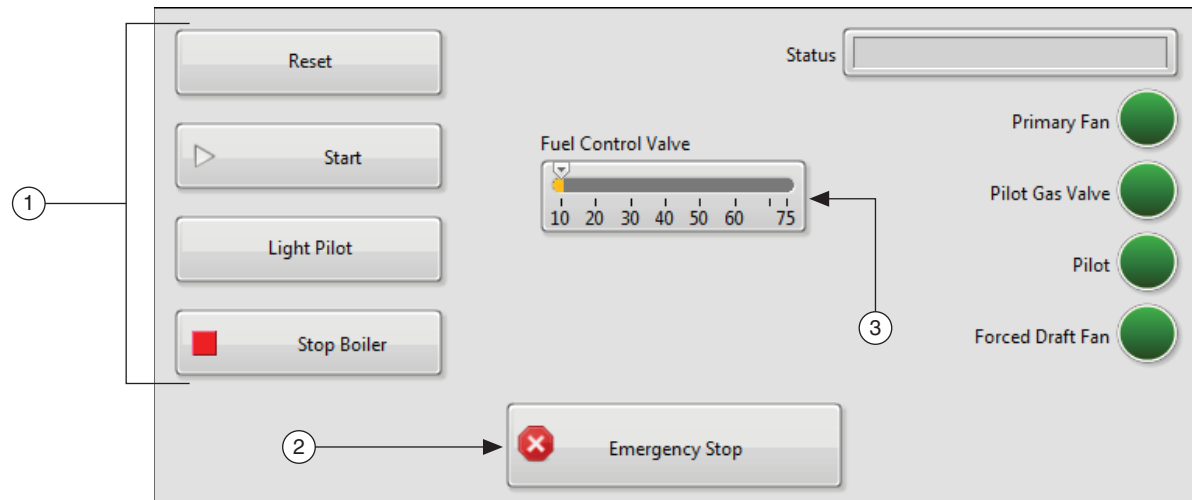 Reset
Start
Light Pilot
Stop Boiler
1
Fuel Control Valve
10 20 30 40 50 60 75
3
Status
Primary Fan
Pilot Gas Valve
Pilot
Forced Draft Fan
2
Emergency Stop